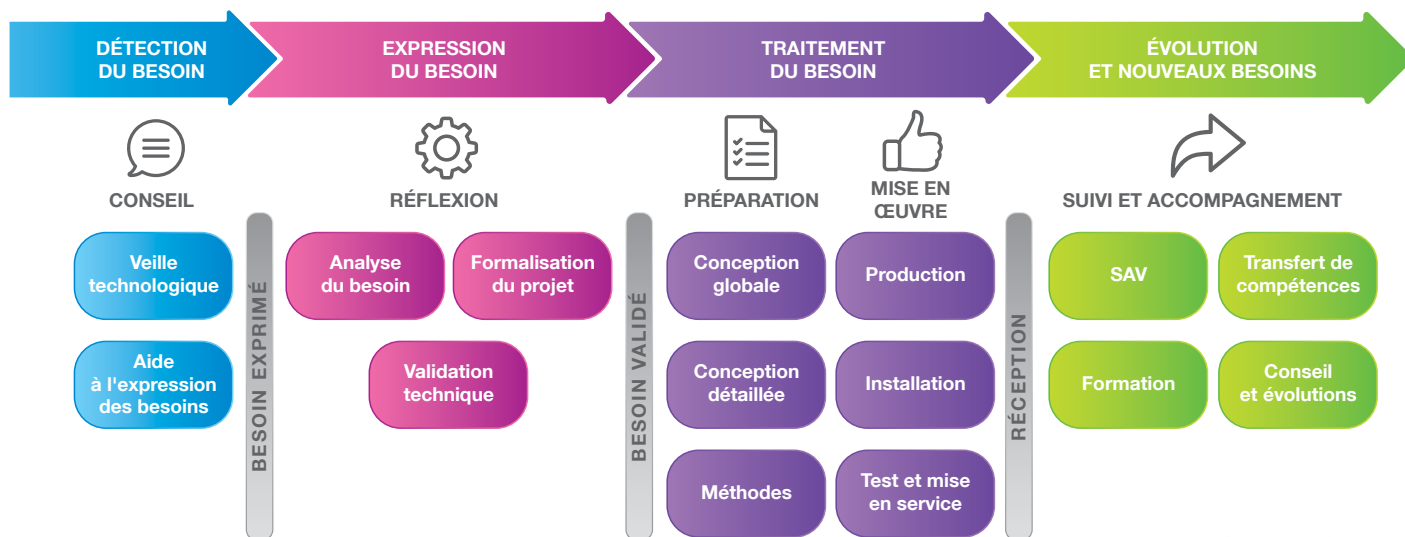 DÉTECTION
DU BESOIN
EXPRESSION
DU BESOIN
TRAITEMENT
DU BESOIN
ÉVOLUTION
ET NOUVEAUX BESOINS
CONSEIL
RÉFLEXION
PRÉPARATION
MISE EN
ŒUVRE
SUIVI ET ACCOMPAGNEMENT
Veille
technologique
Aide
à l'expression
des besoins
BESOIN EXPRIMÉ
Analyse
du besoin
Formalisation
du projet
Validation
technique
BESOIN VALIDÉ
Conception
globale
Conception
détaillée
Méthodes
Production
Installation
Test et mise
en service
RÉCEPTION
SAV
Transfert de
compétences
Formation
Conseil
et évolutions